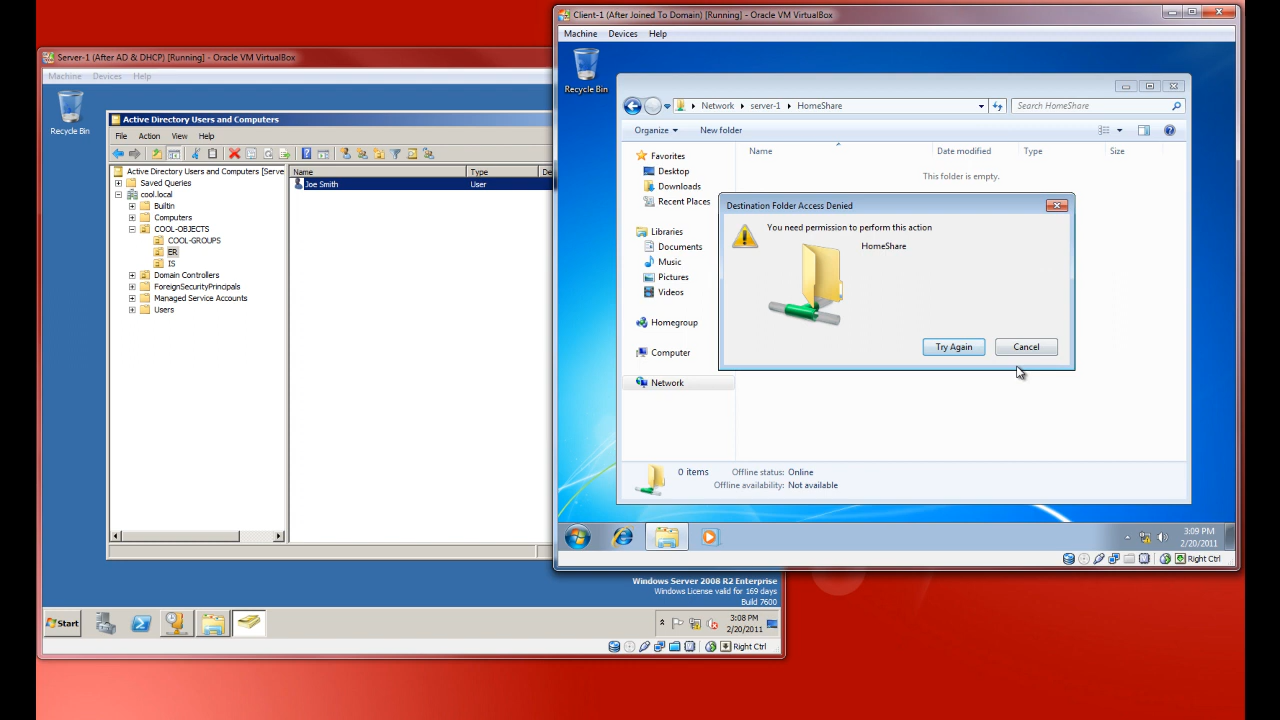 Server-1 (After AD & DHCP) [Running] - Oracle VM VirtualBox
Machine Devices Help
Recycle Bin
Active Directory Users and Computers
File Action View Help
Active Directory Users and Computers [Serve
Saved Queries
cool.local
Builtin
Computers
COOL-OBJECTS
COOL-GROUPS
ER
IS
Domain Controllers
ForeignSecurityPrincipals
Managed Service Accounts
Users
Name Type De
Joe Smith User
Windows Server 2008 R2 Enterprise
Windows License valid for 169 days
Build 7600
Start
3:08 PM
2/20/2011
Right Ctrl
Client-1 (After Joined To Domain) [Running] - Oracle VM VirtualBox
Machine Devices Help
Recycle Bin
Network server-1 HomeShare
Search HomeShare
Organize New folder
Favorites
Desktop
Downloads
Recent Places
Libraries
Documents
Music
Pictures
Videos
Homegroup
Computer
Network
Name Date modified Type Size
This folder is empty.
Destination Folder Access Denied
You need permission to perform this action
HomeShare
Try Again Cancel
0 items Offline status: Online
Offline availability: Not available
3:09 PM
2/20/2011
Right Ctrl